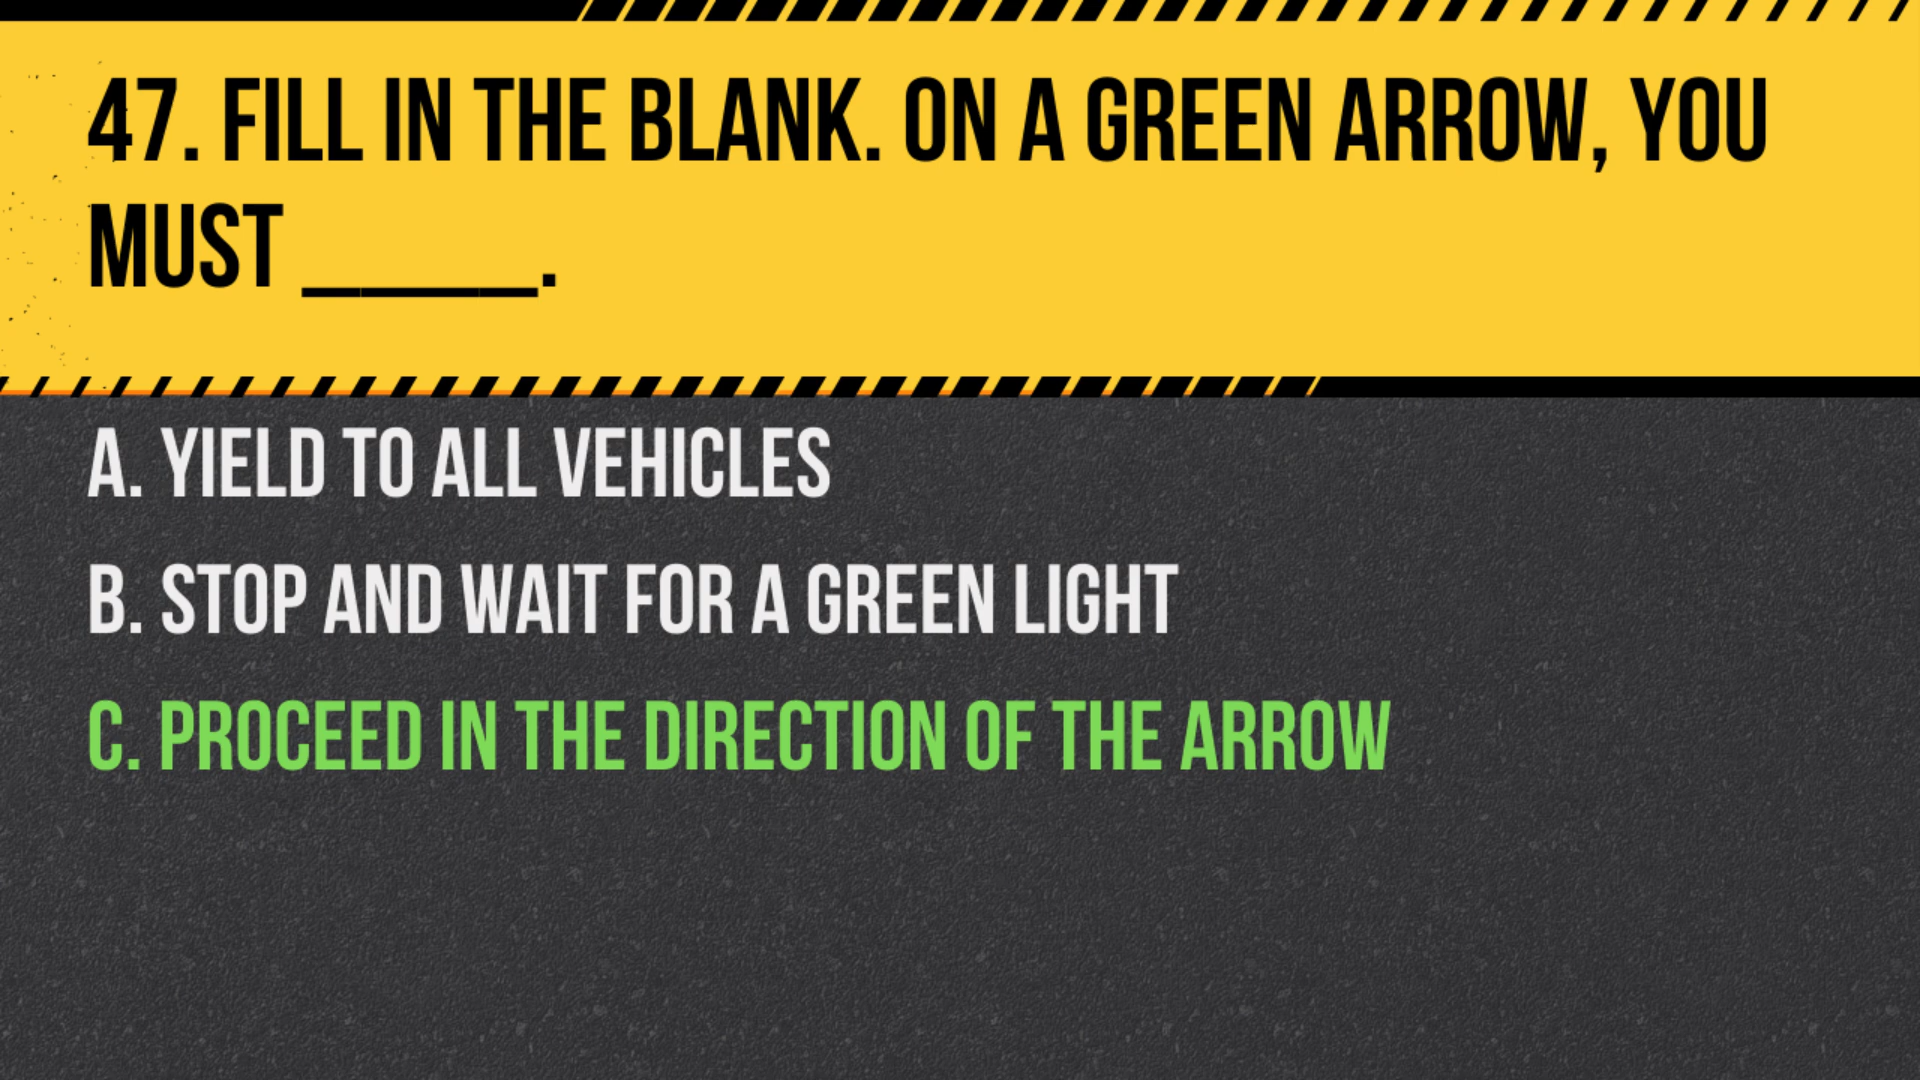 47. FILL IN THE BLANK. ON A GREEN ARROW, YOU
MUST ____.
A. YIELD TO ALL VEHICLES
B. STOP AND WAIT FOR A GREEN LIGHT
C. PROCEED IN THE DIRECTION OF THE ARROW